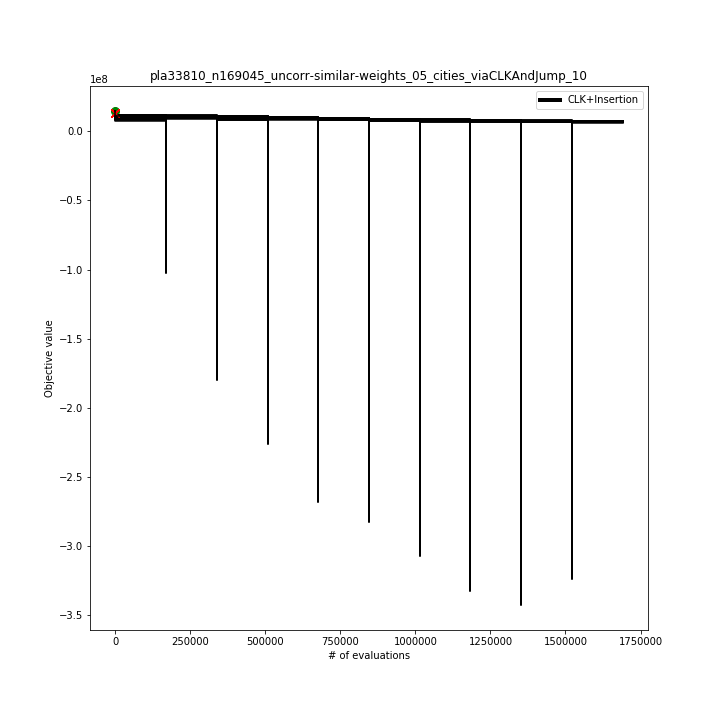 pla33810_n169045_uncorr-similar-weights_05_cities_viaCLKAndJump_10
1e8
CLK+Insertion
0.0
−0.5
−1.0
−1.5
−2.0
−2.5
−3.0
−3.5
Objective value
0 250000 500000 750000 1000000 1250000 1500000 1750000
# of evaluations